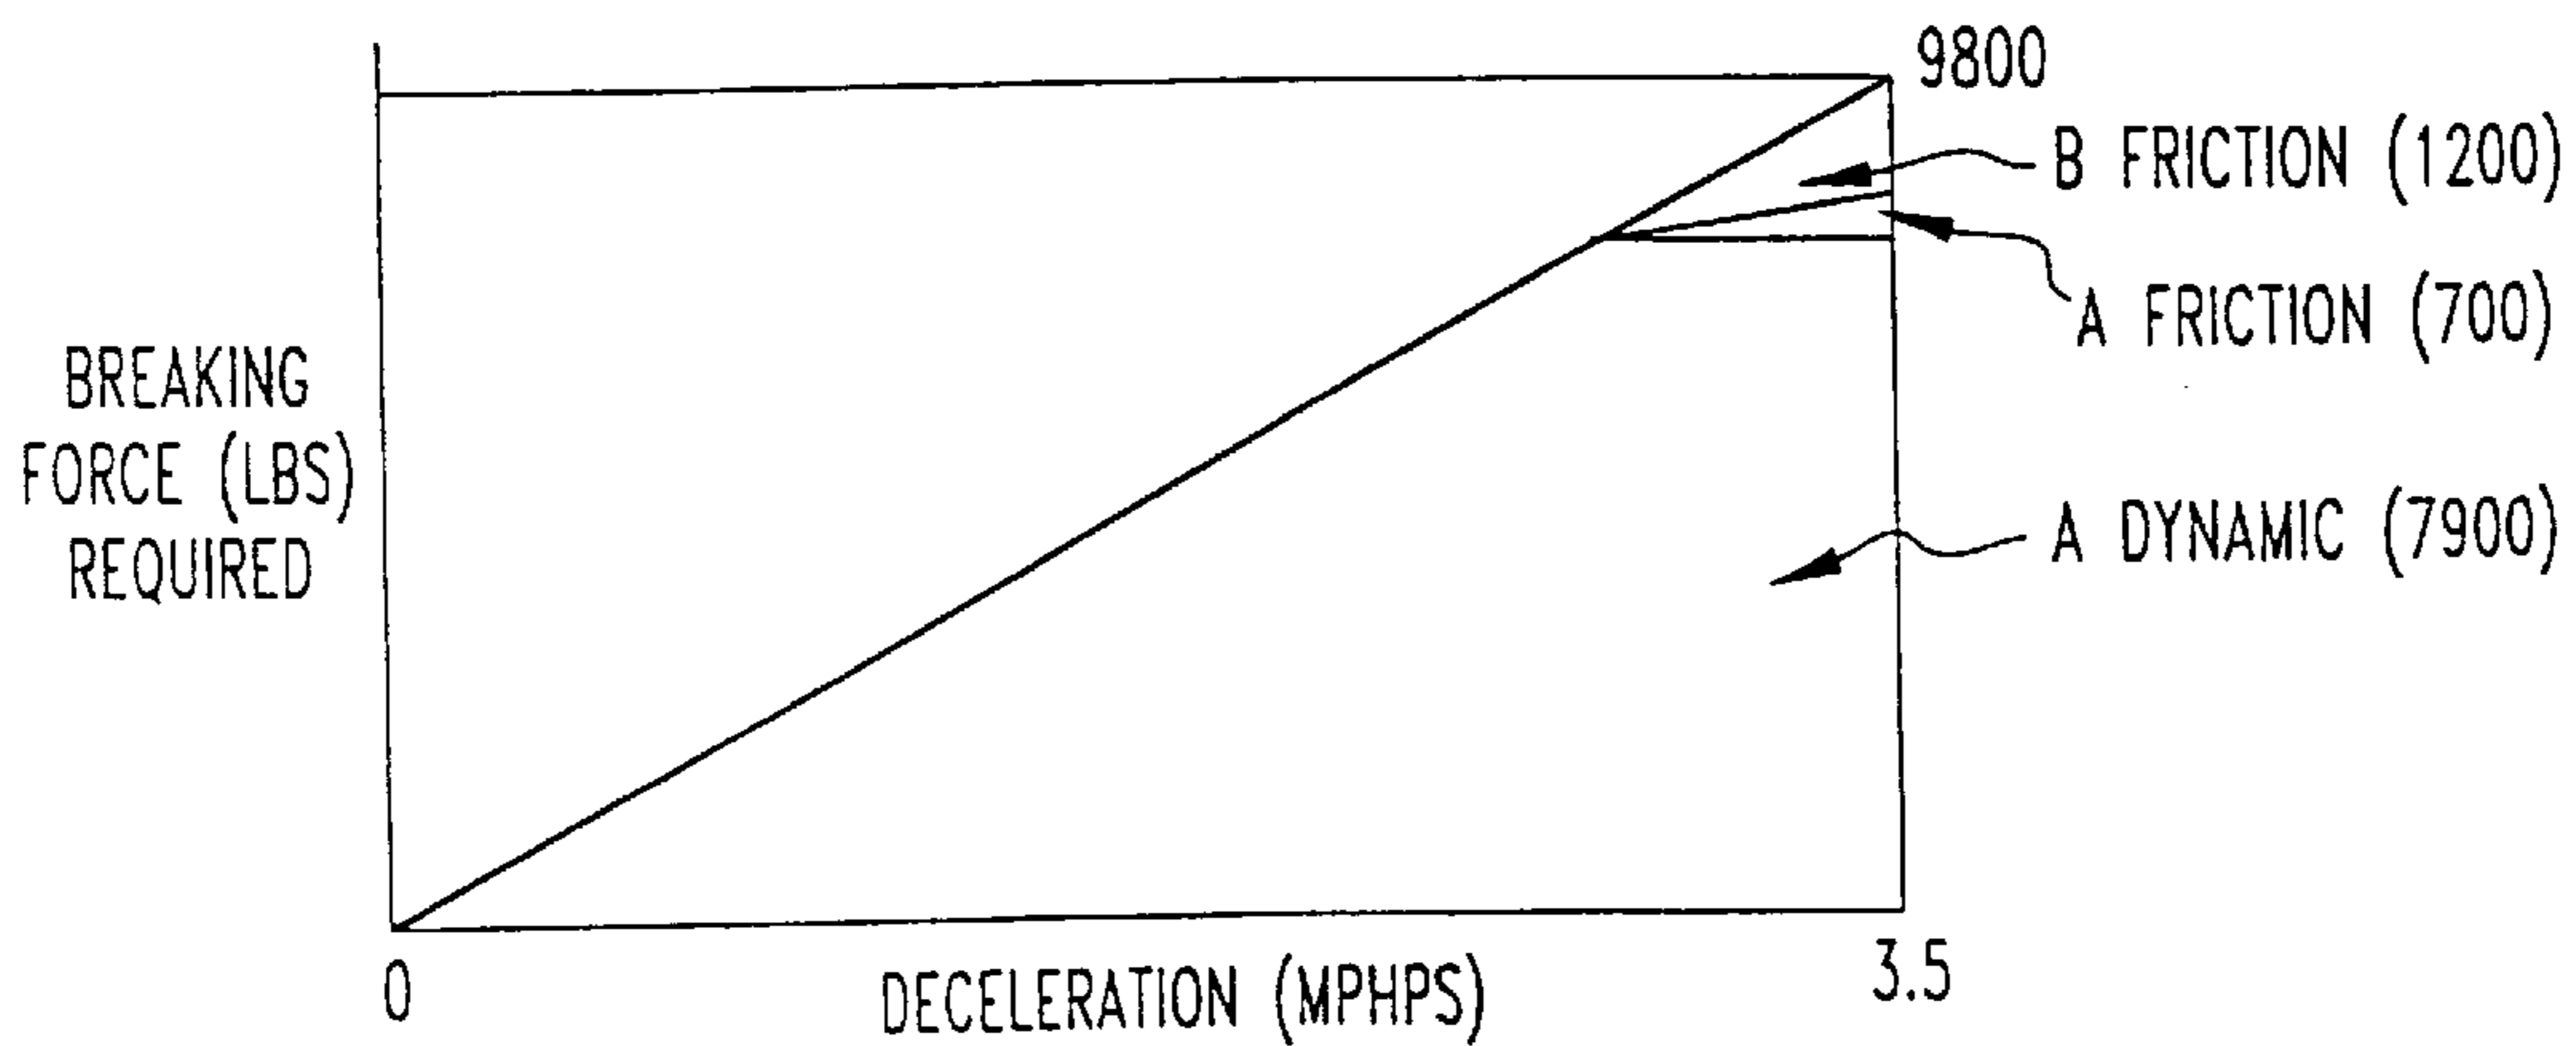 9800
B FRICTION (1200)
A FRICTION (700)
BREAKING
FORCE (LBS)
REQUIRED
A DYNAMIC (7900)
0
DECELERATION (MPHPS)
3.5